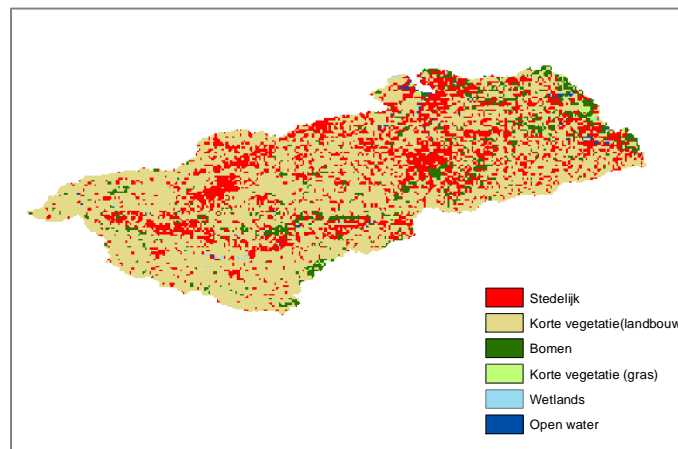 Stedelijk
Korte vegetatie(landbouw
Bomen
Korte vegetatie (gras)
Wetlands
Open water